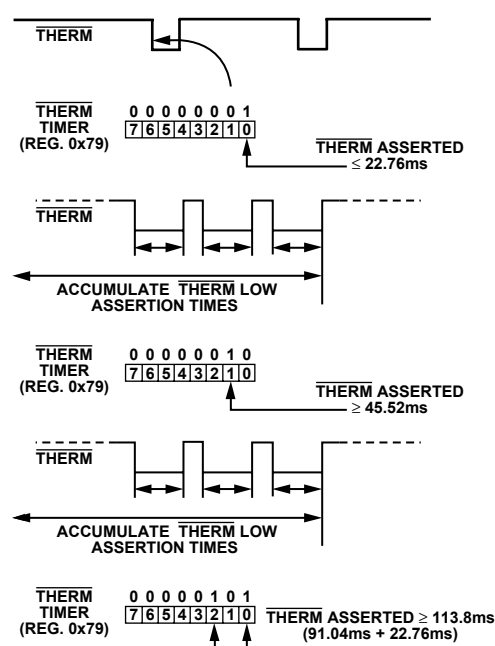 THERM
THERM
TIMER
(REG. 0x79)
0 0 0 0 0 0 0 1
7 6 5 4 3 2 1 0
THERM ASSERTED
≤ 22.76ms
THERM
ACCUMULATE THERM LOW
ASSERTION TIMES
THERM
TIMER
(REG. 0x79)
0 0 0 0 0 0 1 0
7 6 5 4 3 2 1 0
THERM ASSERTED
≥ 45.52ms
THERM
ACCUMULATE THERM LOW
ASSERTION TIMES
THERM
TIMER
(REG. 0x79)
0 0 0 0 0 1 0 1
7 6 5 4 3 2 1 0
THERM ASSERTED ≥ 113.8ms
(91.04ms + 22.76ms)